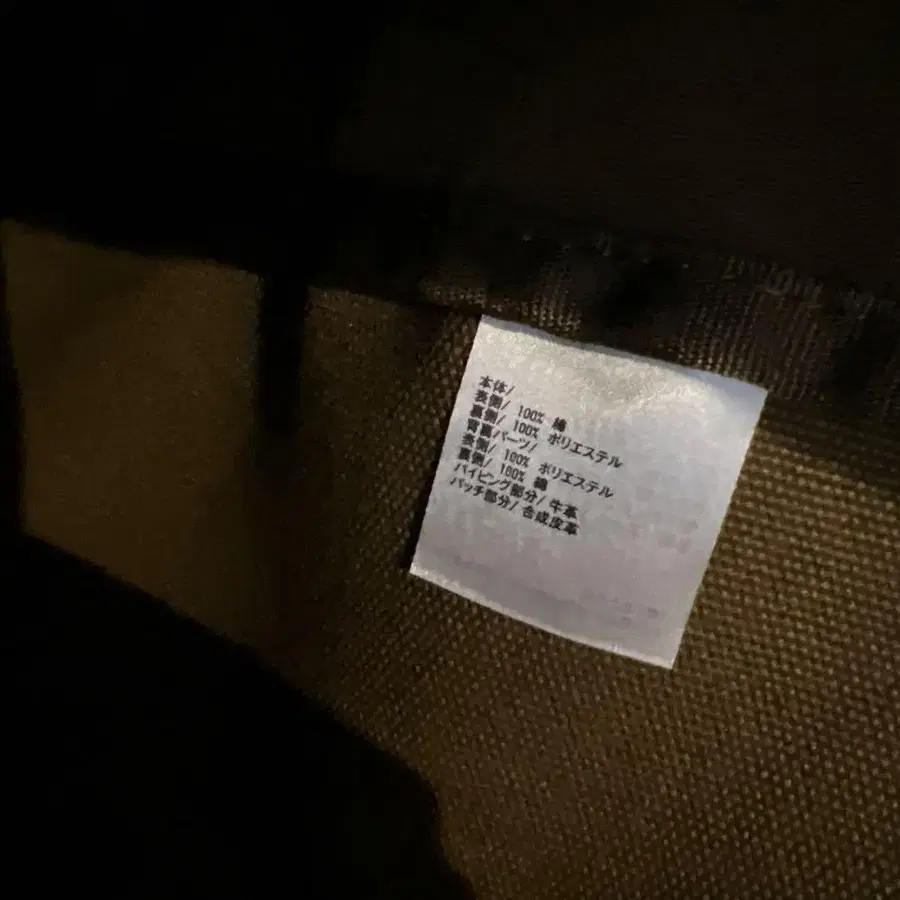 本体/
表側/ 100% 綿
裏側/ 100% ポリエステル
背裏パーツ/
表側/ 100% ポリエステル
裏側/ 100% 綿
パイピング部分/ 牛革
パッチ部分/ 合成皮革